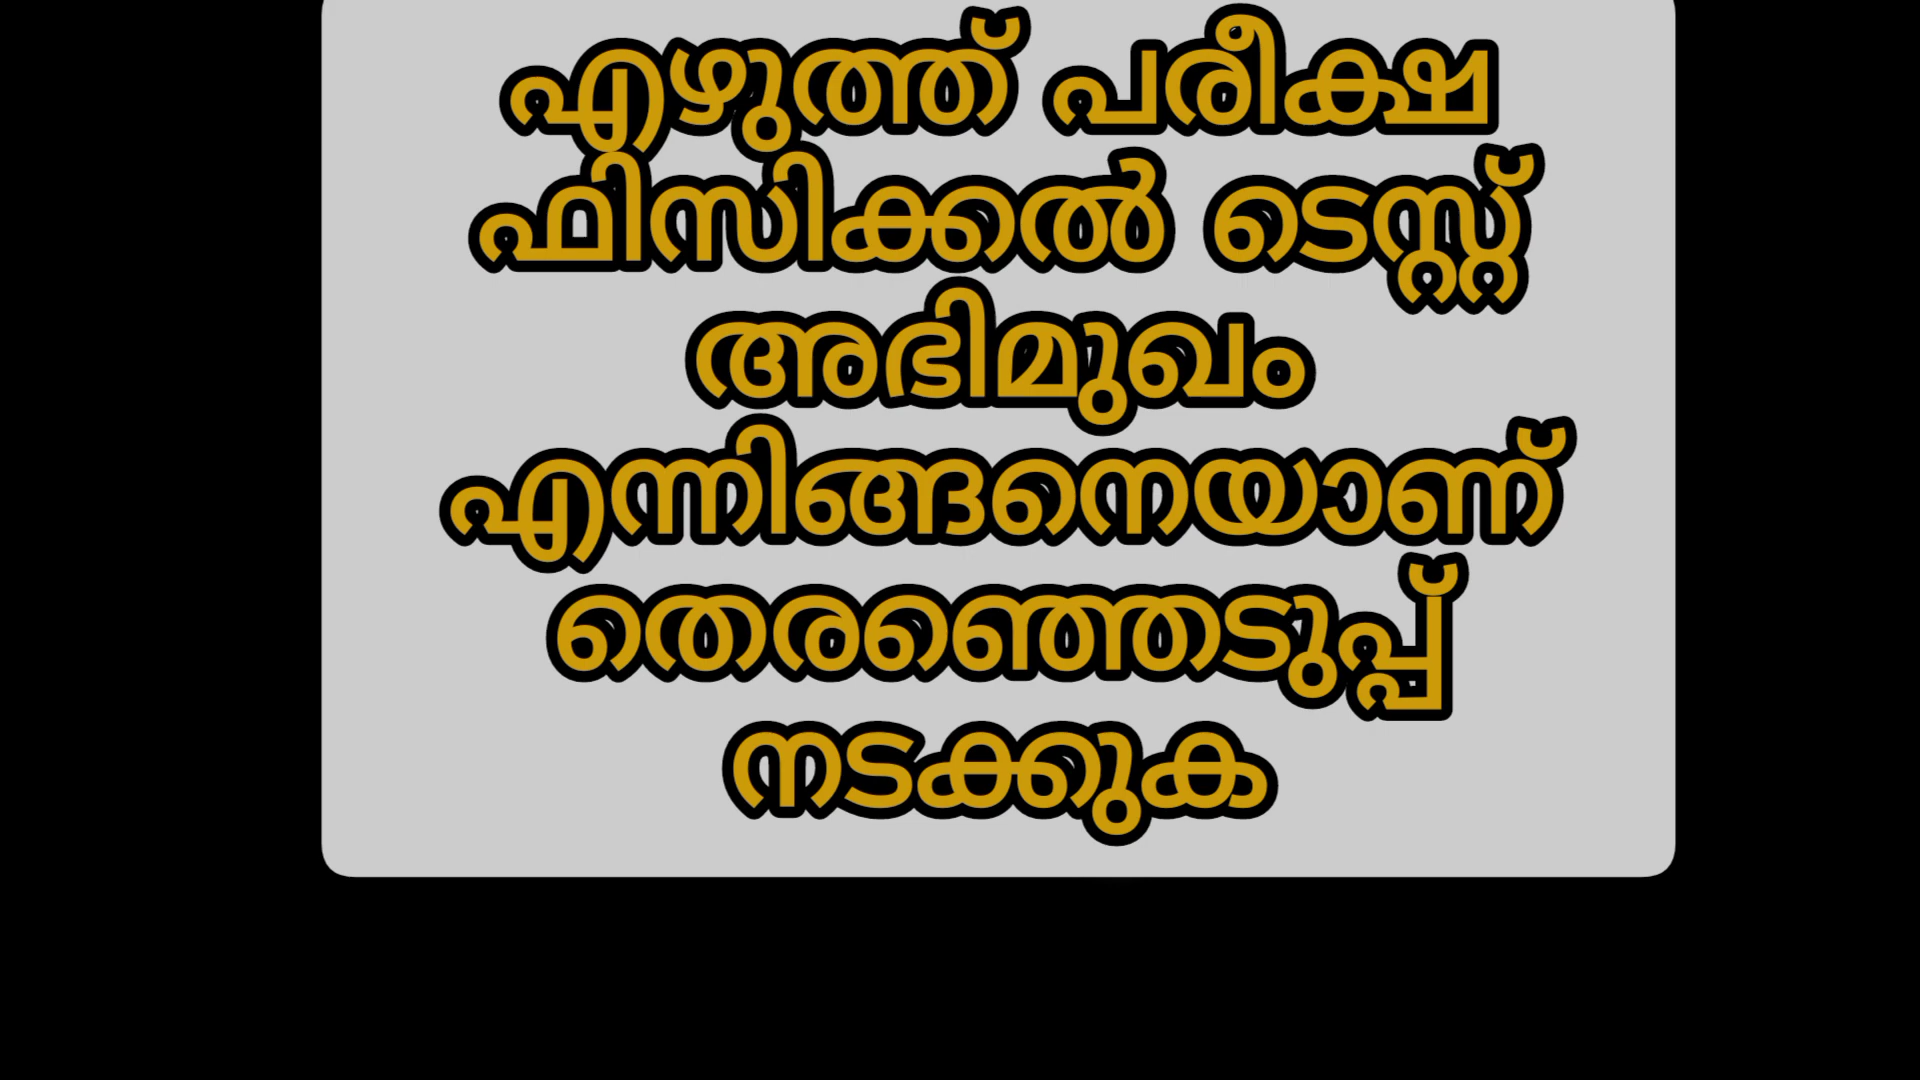 എഴുത്ത് പരീക്ഷ
ഫിസിക്കൽ ടെസ്റ്റ്
അഭിമുഖം
എന്നിങ്ങനെയാണ്
തെരഞ്ഞെടുപ്പ്
നടക്കുക